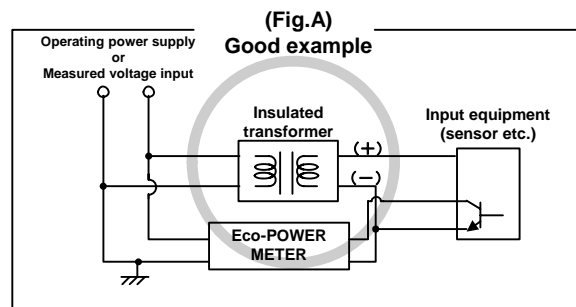 (Fig.A)
Good example
Operating power supply
or
Measured voltage input
Insulated
transformer
(+)
(−)
Input equipment
(sensor etc.)
Eco-POWER
METER